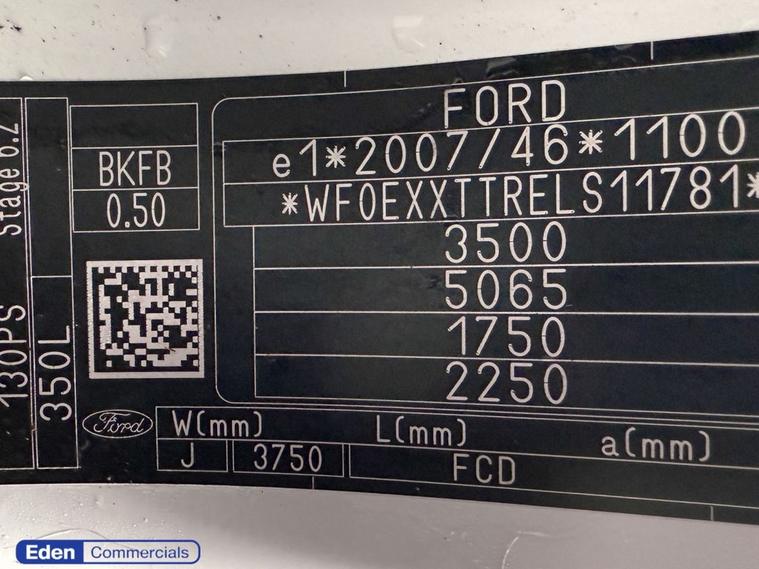 Stage 6.2
130PS
350L
BKFB
0.50
FORD
e1*2007/46*1100
*WF0EXXTTRELS11781*
3500
5065
1750
2250
Ford
W(mm) L(mm) a(mm)
J 3750 FCD
Eden Commercials